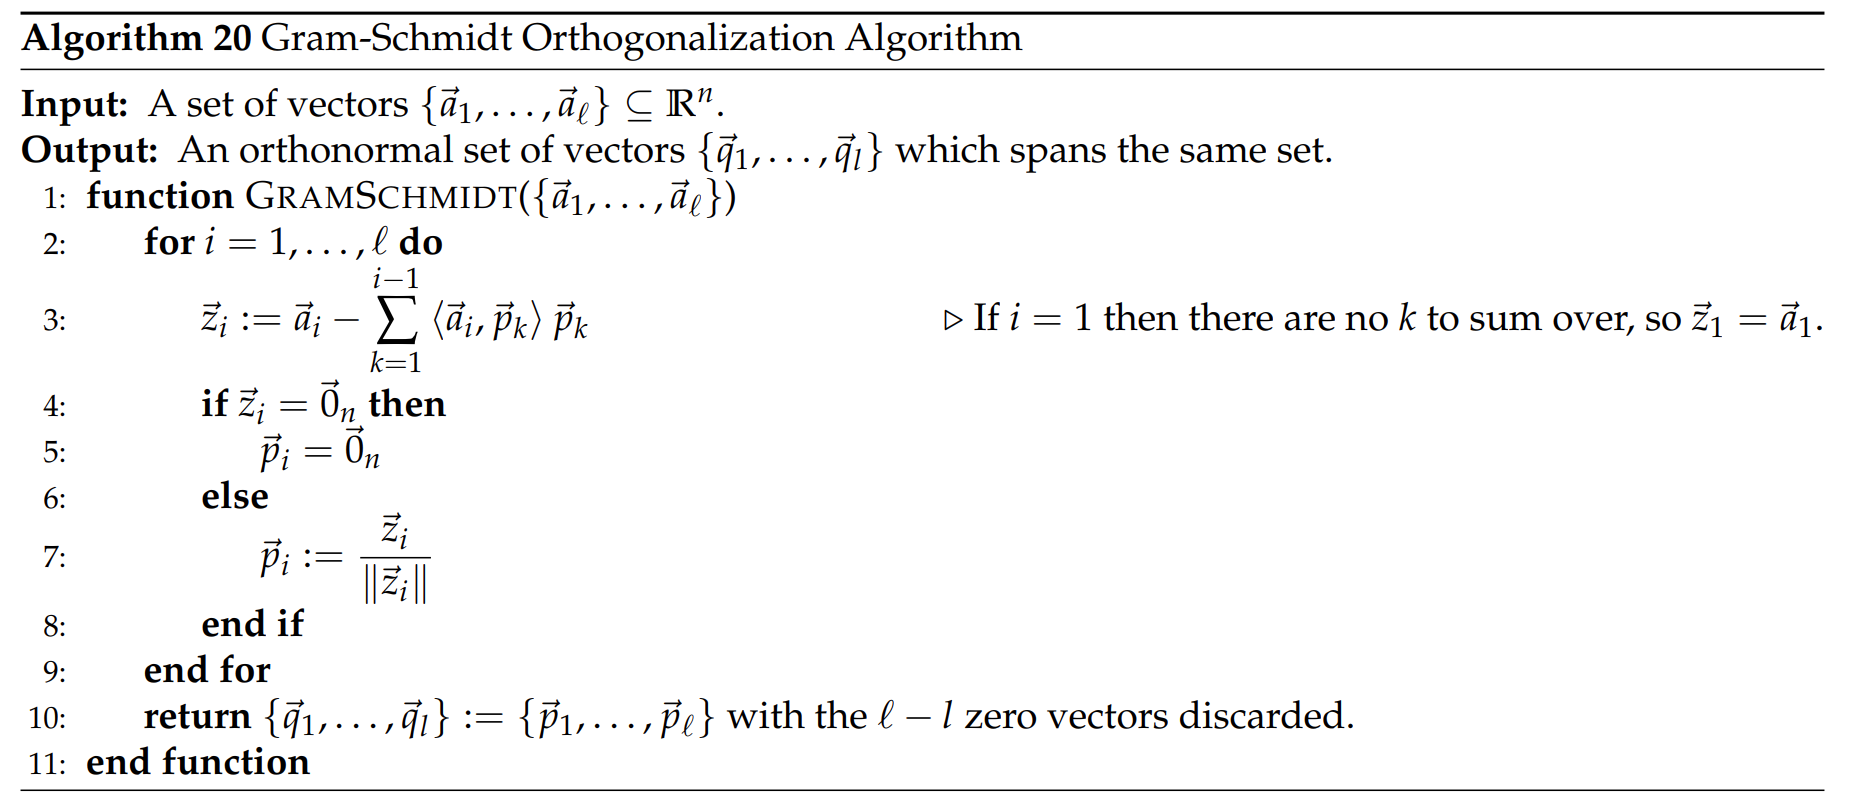 Algorithm 20 Gram-Schmidt Orthogonalization Algorithm
Input: A set of vectors $\{\vec{a}_1, \ldots, \vec{a}_\ell\} \subseteq \mathbb{R}^n$.
Output: An orthonormal set of vectors $\{\vec{q}_1, \ldots, \vec{q}_l\}$ which spans the same set.
1: function GRAMSCHMIDT($\{\vec{a}_1, \ldots, \vec{a}_\ell\}$)
2: for $i = 1, \ldots, \ell$ do
3: $\vec{z}_i := \vec{a}_i - \sum_{k=1}^{i-1} \langle \vec{a}_i, \vec{p}_k \rangle \, \vec{p}_k$ ▷ If $i = 1$ then there are no $k$ to sum over, so $\vec{z}_1 = \vec{a}_1$.
4: if $\vec{z}_i = \vec{0}_n$ then
5: $\vec{p}_i = \vec{0}_n$
6: else
7: $\vec{p}_i := \frac{\vec{z}_i}{\|\vec{z}_i\|}$
8: end if
9: end for
10: return $\{\vec{q}_1, \ldots, \vec{q}_l\} := \{\vec{p}_1, \ldots, \vec{p}_\ell\}$ with the $\ell - l$ zero vectors discarded.
11: end function